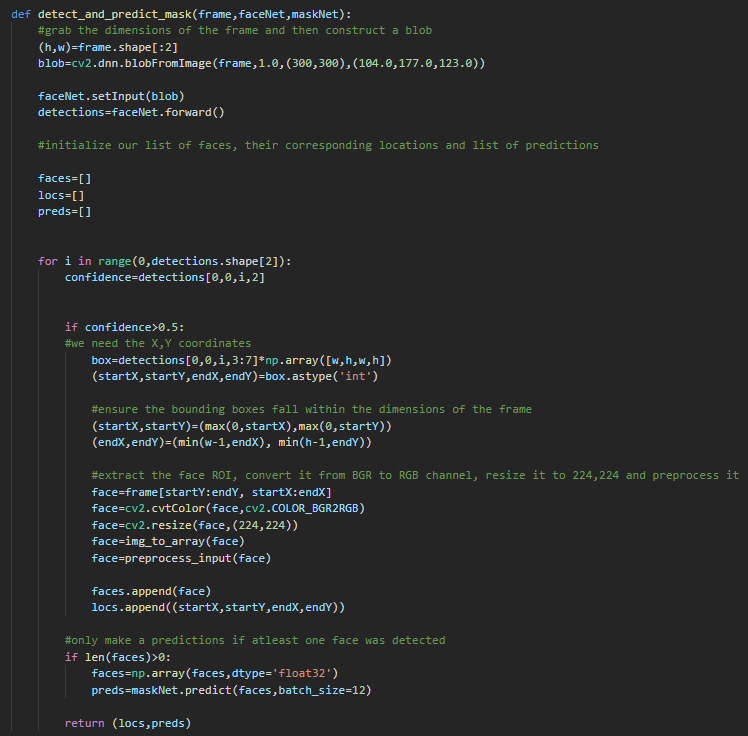 def detect_and_predict_mask(frame,faceNet,maskNet):
    #grab the dimensions of the frame and then construct a blob
    (h,w)=frame.shape[:2]
    blob=cv2.dnn.blobFromImage(frame,1.0,(300,300),(104.0,177.0,123.0))

    faceNet.setInput(blob)
    detections=faceNet.forward()

    #initialize our list of faces, their corresponding locations and list of predictions

    faces=[]
    locs=[]
    preds=[]


    for i in range(0,detections.shape[2]):
        confidence=detections[0,0,i,2]


        if confidence>0.5:
        #we need the X,Y coordinates
            box=detections[0,0,i,3:7]*np.array([w,h,w,h])
            (startX,startY,endX,endY)=box.astype('int')

            #ensure the bounding boxes fall within the dimensions of the frame
            (startX,startY)=(max(0,startX),max(0,startY))
            (endX,endY)=(min(w-1,endX), min(h-1,endY))

            #extract the face ROI, convert it from BGR to RGB channel, resize it to 224,224 and preprocess it
            face=frame[startY:endY, startX:endX]
            face=cv2.cvtColor(face,cv2.COLOR_BGR2RGB)
            face=cv2.resize(face,(224,224))
            face=img_to_array(face)
            face=preprocess_input(face)

            faces.append(face)
            locs.append((startX,startY,endX,endY))

        #only make a predictions if atleast one face was detected
        if len(faces)>0:
            faces=np.array(faces,dtype='float32')
            preds=maskNet.predict(faces,batch_size=12)

        return (locs,preds)